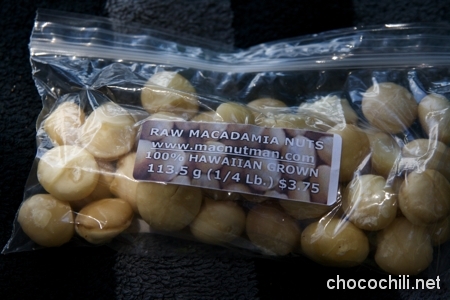 RAW MACADAMIA NUTS
www.macnutman.com
100% HAWAIIAN GROWN
113.5 g (1/4 Lb.) $3.75
chocochili.net